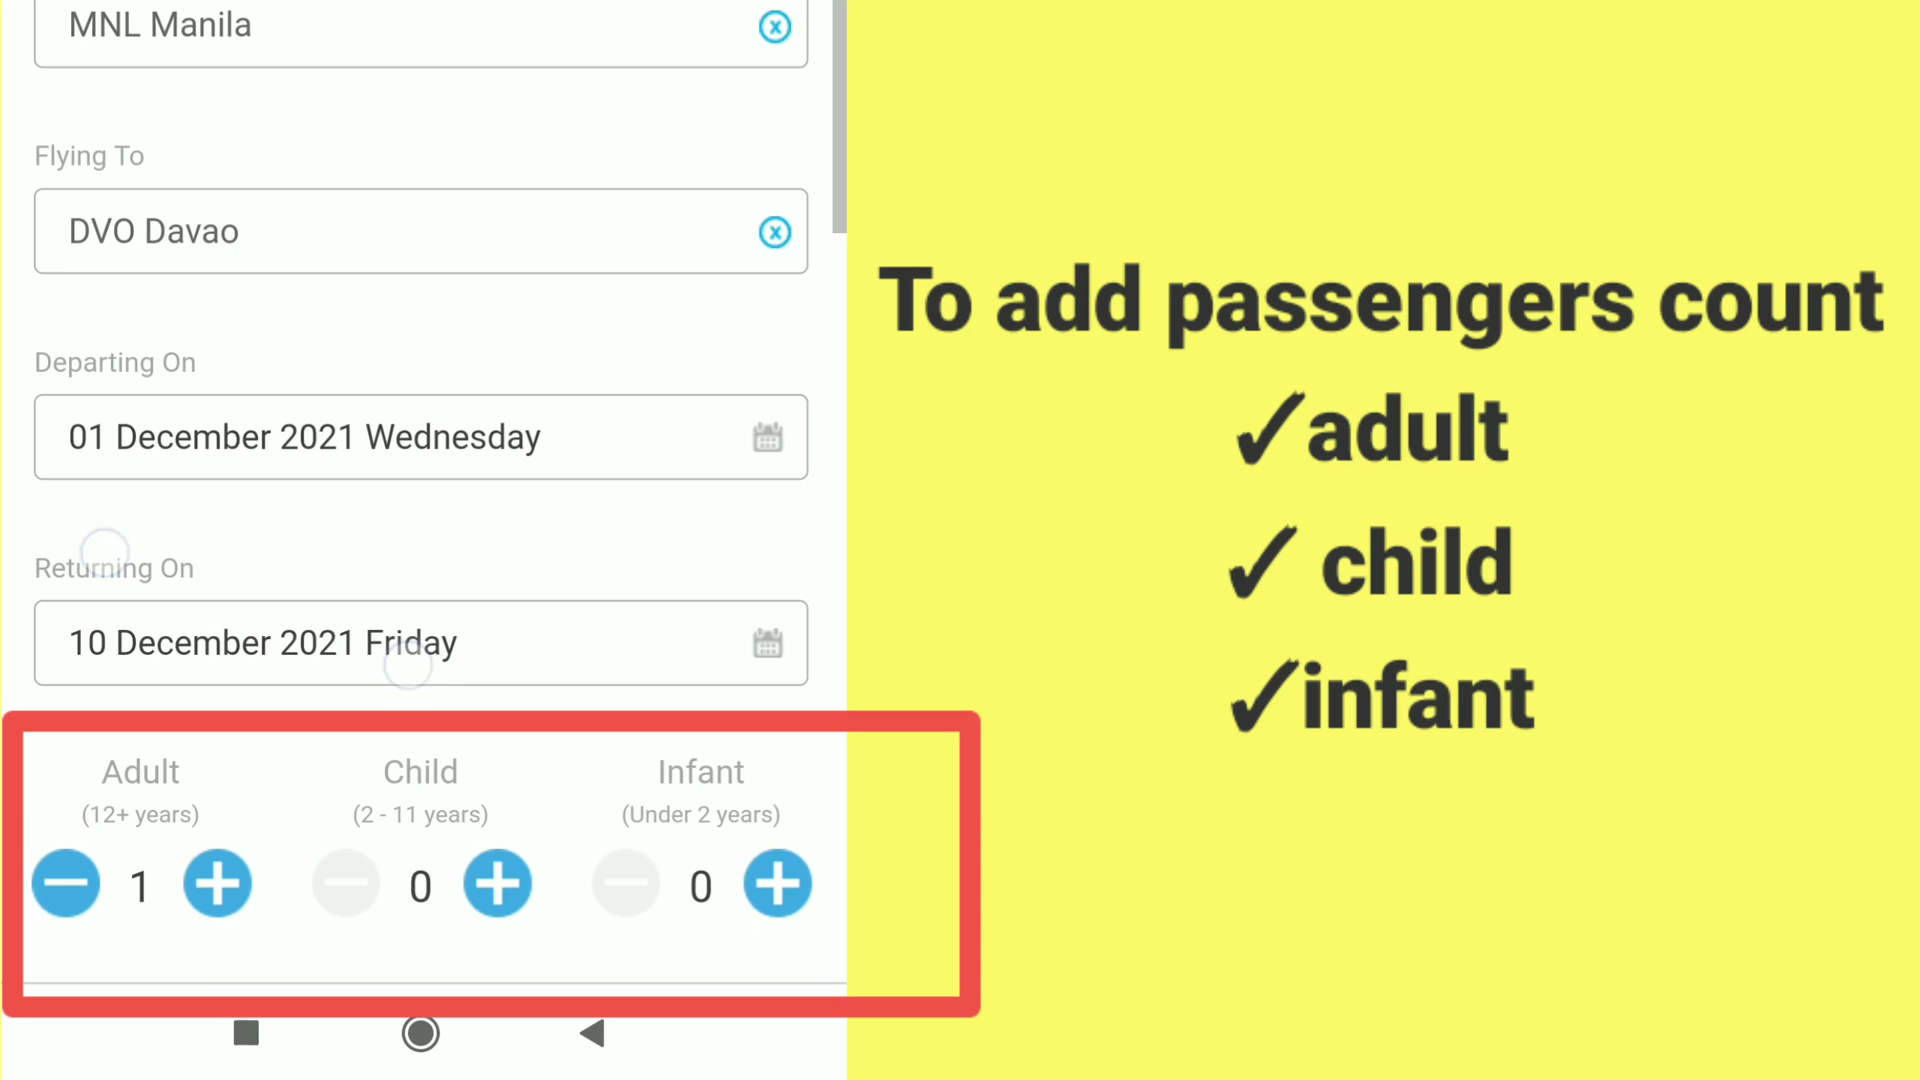 MNL Manila
Flying To
DVO Davao
Departing On
01 December 2021 Wednesday
Returning On
10 December 2021 Friday
Adult Child Infant
(12+ years) (2 - 11 years) (Under 2 years)
1 0 0
To add passengers count
✓adult
✓ child
✓infant